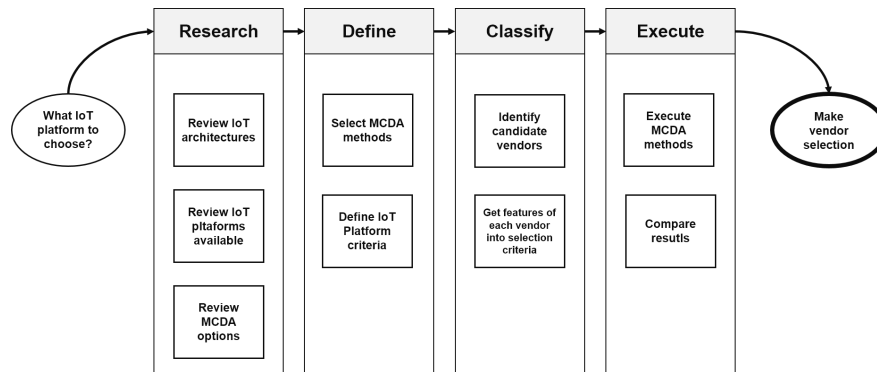 What IoT
platform to
choose?
Research
Review IoT
architectures
Review IoT
pltaforms
available
Review
MCDA
options
Define
Select MCDA
methods
Define IoT
Platform
criteria
Classify
Identify
candidate
vendors
Get features of
each vendor
into selection
criteria
Execute
Execute
MCDA
methods
Compare
resutls
Make
vendor
selection